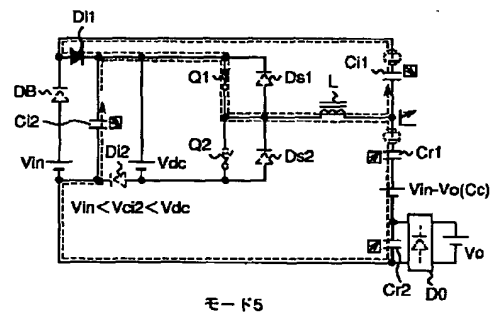 Di1
DB
Ci2
Vin
Di2
Vdc
Q1
Q2
Ds1
Ds2
L
Ci1
Cr1
Vin-Vo(Cc)
Vin<Vci2<Vdc
Cr2
D0
Vo
モード5